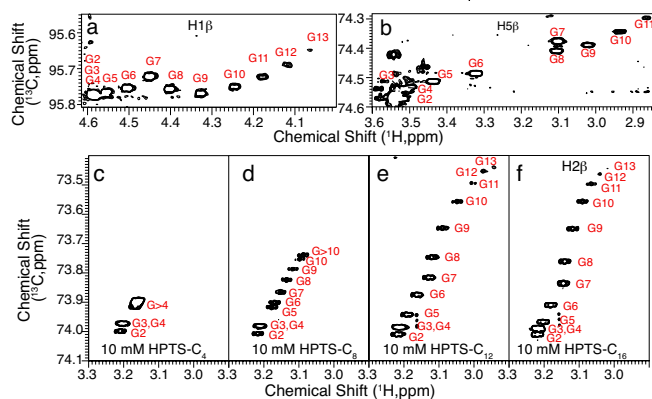 a H1β G13
95.6 G2 G7 G11 G12
95.7 G3 G4 G5 G6 G8 G9 G10
95.8
4.6 4.5 4.4 4.3 4.2 4.1
Chemical Shift (¹³C,ppm)
b H5β G11
74.3 G7 G10
74.4 G6 G8 G9
74.5 G3 G5 G4
74.6 G2
3.6 3.5 3.4 3.3 3.2 3.1 3.0 2.9
Chemical Shift (¹H,ppm)
Chemical Shift (¹³C,ppm)
73.5
73.6
73.7
73.8
73.9
74.0
74.1
c
G>4
G3,G4
G2
10 mM HPTS-C₄
3.3 3.2 3.1 3.0
d
G>10
G10
G9
G8
G7
G6
G5
G3,G4
G2
10 mM HPTS-C₈
3.3 3.2 3.1 3.0
e
G13
G12
G11
G10
G9
G8
G7
G6
G5
G3,G4
G2
10 mM HPTS-C₁₂
3.3 3.2 3.1 3.0
f H2β
G13
G12
G11
G10
G9
G8
G7
G6
G5
G3,G4
G2
10 mM HPTS-C₁₆
3.3 3.2 3.1 3.0
Chemical Shift (¹H,ppm)